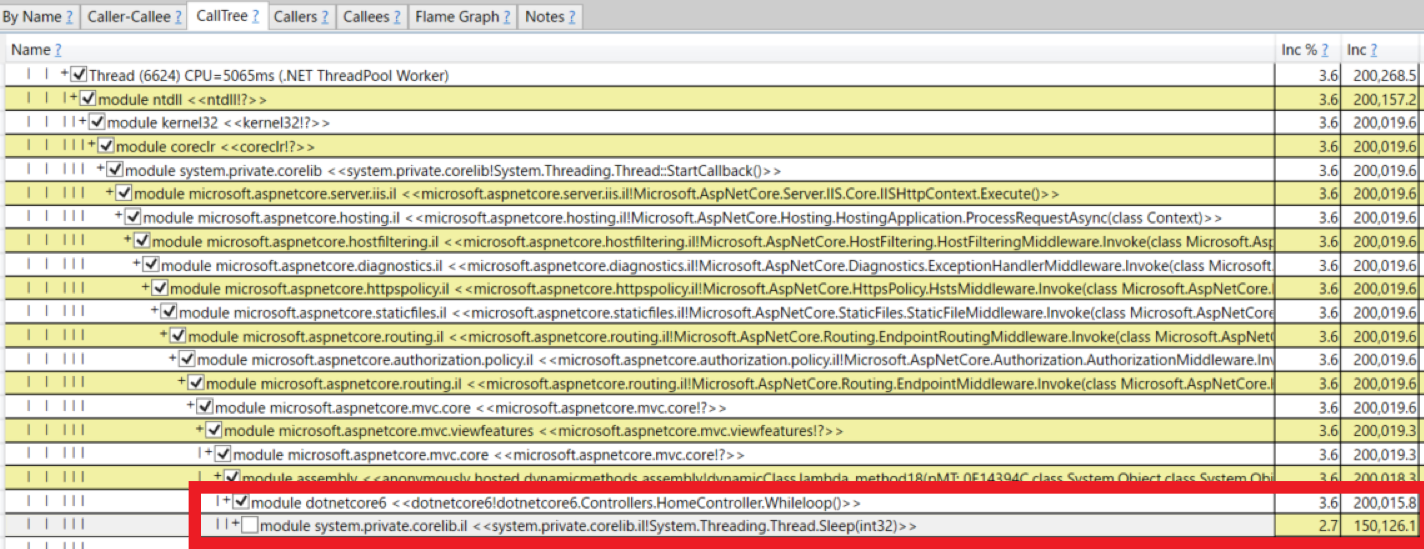 By Name ? Caller-Callee ? CallTree ? Callers ? Callees ? Flame Graph ? Notes ?
Name ? Inc % ? Inc ?
Thread (6624) CPU=5065ms (.NET ThreadPool Worker) 3.6 200,268.5
module ntdll <<ntdll!?>> 3.6 200,157.2
module kernel32 <<kernel32!?>> 3.6 200,019.6
module coreclr <<coreclr!?>> 3.6 200,019.6
module system.private.corelib <<system.private.corelib!System.Threading.Thread::StartCallback()>> 3.6 200,019.6
module microsoft.aspnetcore.server.iis.il <<microsoft.aspnetcore.server.iis.il!Microsoft.AspNetCore.Server.IIS.Core.IISHttpContext.Execute()>> 3.6 200,019.6
module microsoft.aspnetcore.hosting.il <<microsoft.aspnetcore.hosting.il!Microsoft.AspNetCore.Hosting.HostingApplication.ProcessRequestAsync(class Context)>> 3.6 200,019.6
module microsoft.aspnetcore.hostfiltering.il <<microsoft.aspnetcore.hostfiltering.il!Microsoft.AspNetCore.HostFiltering.HostFilteringMiddleware.Invoke(class Microsoft.Asp 3.6 200,019.6
module microsoft.aspnetcore.diagnostics.il <<microsoft.aspnetcore.diagnostics.il!Microsoft.AspNetCore.Diagnostics.ExceptionHandlerMiddleware.Invoke(class Microsoft. 3.6 200,019.6
module microsoft.aspnetcore.httpspolicy.il <<microsoft.aspnetcore.httpspolicy.il!Microsoft.AspNetCore.HttpsPolicy.HstsMiddleware.Invoke(class Microsoft.AspNetCore. 3.6 200,019.6
module microsoft.aspnetcore.staticfiles.il <<microsoft.aspnetcore.staticfiles.il!Microsoft.AspNetCore.StaticFiles.StaticFileMiddleware.Invoke(class Microsoft.AspNetCore 3.6 200,019.6
module microsoft.aspnetcore.routing.il <<microsoft.aspnetcore.routing.il!Microsoft.AspNetCore.Routing.EndpointRoutingMiddleware.Invoke(class Microsoft.AspNet 3.6 200,019.6
module microsoft.aspnetcore.authorization.policy.il <<microsoft.aspnetcore.authorization.policy.il!Microsoft.AspNetCore.Authorization.AuthorizationMiddleware.Inv 3.6 200,019.6
module microsoft.aspnetcore.routing.il <<microsoft.aspnetcore.routing.il!Microsoft.AspNetCore.Routing.EndpointMiddleware.Invoke(class Microsoft.AspNetCore. 3.6 200,019.6
module microsoft.aspnetcore.mvc.core <<microsoft.aspnetcore.mvc.core!?>> 3.6 200,019.6
module microsoft.aspnetcore.mvc.viewfeatures <<microsoft.aspnetcore.mvc.viewfeatures!?>> 3.6 200,019.3
module microsoft.aspnetcore.mvc.core <<microsoft.aspnetcore.mvc.core!?>> 3.6 200,019.3
module assembly <<anonymously hosted dynamicmethods assembly!dynamicClass.lambda_method18(pMT: 0F14394C,class System.Object,class System.Obj 3.6 200,018.3
module dotnetcore6 <<dotnetcore6!dotnetcore6.Controllers.HomeController.Whileloop()>> 3.6 200,015.8
module system.private.corelib.il <<system.private.corelib.il!System.Threading.Thread.Sleep(int32)>> 2.7 150,126.1